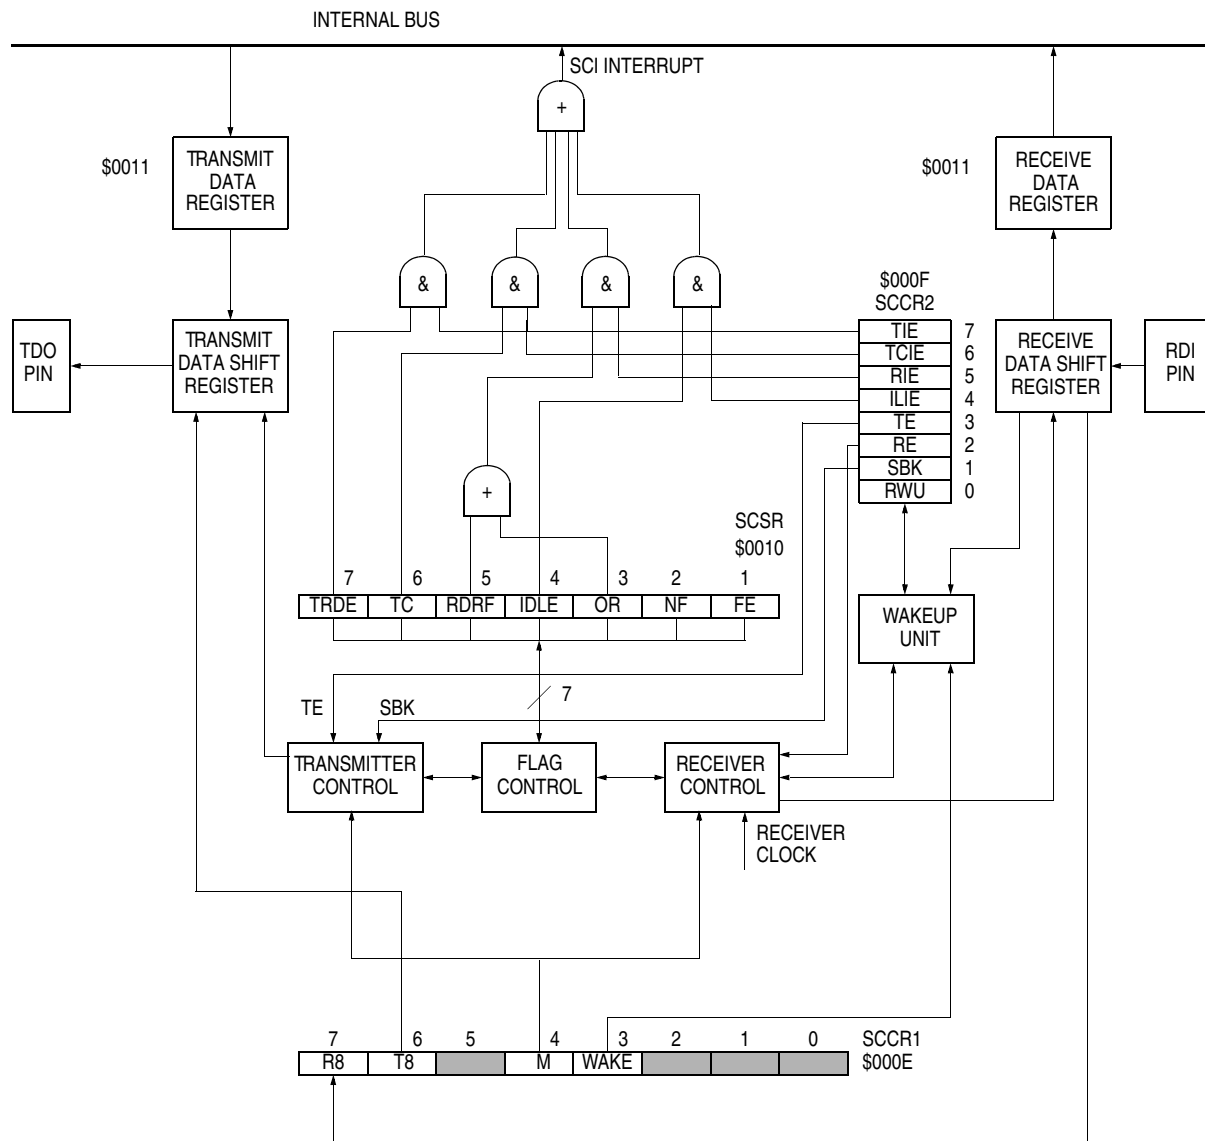 INTERNAL BUS
SCI INTERRUPT
+
$0011
TRANSMIT
DATA
REGISTER
$0011
RECEIVE
DATA
REGISTER
&
&
&
&
$000F
SCCR2
TDO
PIN
TRANSMIT
DATA SHIFT
REGISTER
TIE 7
TCIE 6
RIE 5
ILIE 4
TE 3
RE 2
SBK 1
RWU 0
RECEIVE
DATA SHIFT
REGISTER
RDI
PIN
+
SCSR
$0010
7 6 5 4 3 2 1
TRDE TC RDRF IDLE OR NF FE
WAKEUP
UNIT
7
TE
SBK
TRANSMITTER
CONTROL
FLAG
CONTROL
RECEIVER
CONTROL
RECEIVER
CLOCK
7 6 5 4 3 2 1 0 SCCR1
R8 T8 M WAKE $000E